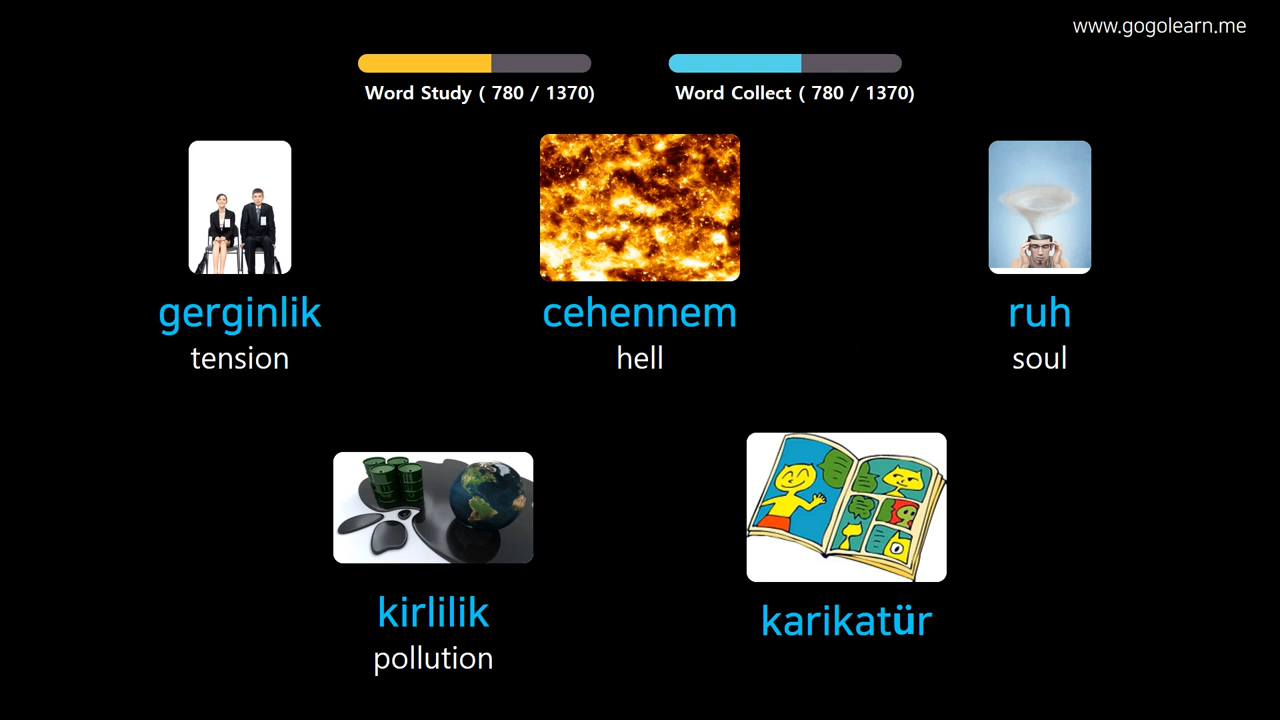 www.gogolearn.me
Word Study ( 780 / 1370)
Word Collect ( 780 / 1370)
gerginlik
tension
cehennem
hell
ruh
soul
kirlilik
pollution
karikatür